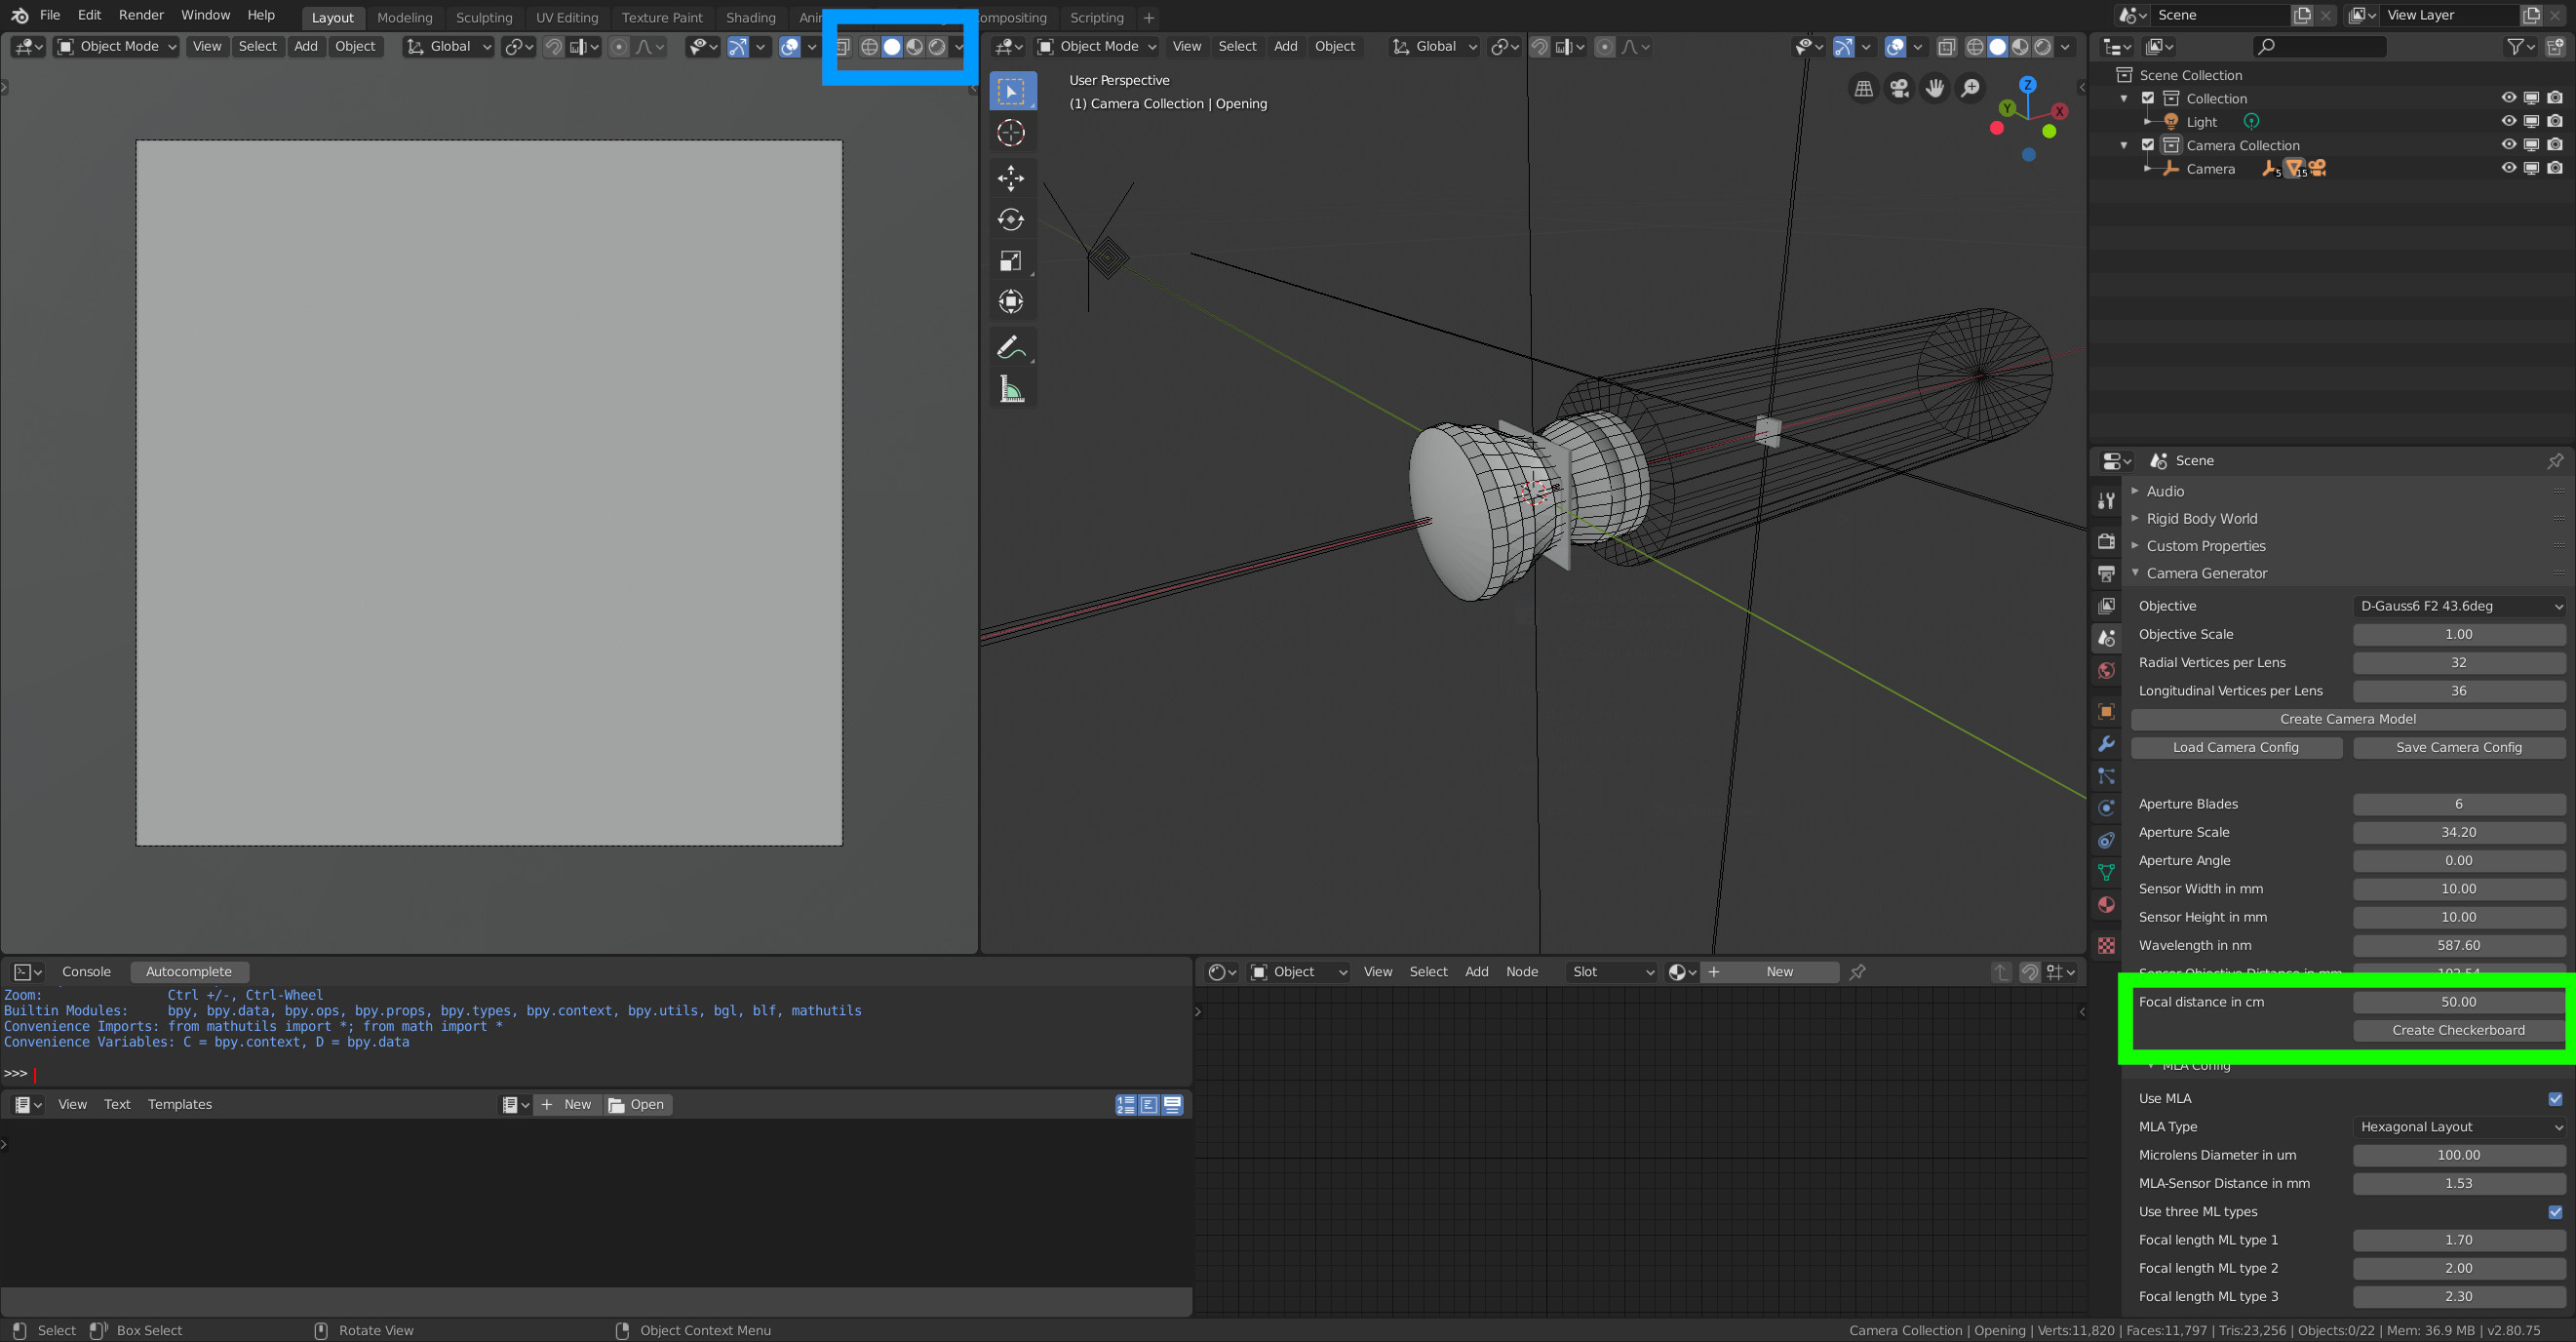 File Edit Render Window Help Layout Modeling Sculpting UV Editing Texture Paint Shading Compositing Scripting + Scene View Layer
Object Mode View Select Add Object Global
Object Mode View Select Add Object Global
User Perspective
(1) Camera Collection | Opening
Z
Y
X
Scene Collection
Collection
Light
Camera Collection
Camera 5 15
Scene
Audio
Rigid Body World
Custom Properties
Camera Generator
Objective D-Gauss6 F2 43.6deg
Objective Scale 1.00
Radial Vertices per Lens 32
Longitudinal Vertices per Lens 36
Create Camera Model
Load Camera Config Save Camera Config
Aperture Blades 6
Aperture Scale 34.20
Aperture Angle 0.00
Sensor Width in mm 10.00
Sensor Height in mm 10.00
Wavelength in nm 587.60
Sensor Objective Distance in mm 102.54
Focal distance in cm 50.00
Create Checkerboard
MLA Config
Use MLA
MLA Type Hexagonal Layout
Microlens Diameter in um 100.00
MLA-Sensor Distance in mm 1.53
Use three ML types
Focal length ML type 1 1.70
Focal length ML type 2 2.00
Focal length ML type 3 2.30
Console Autocomplete
Zoom: Ctrl +/-, Ctrl-Wheel
Builtin Modules: bpy, bpy.data, bpy.ops, bpy.props, bpy.types, bpy.context, bpy.utils, bgl, blf, mathutils
Convenience Imports: from mathutils import *; from math import *
Convenience Variables: C = bpy.context, D = bpy.data
>>>
View Text Templates + New Open
Object View Select Add Node Slot + New
Select Box Select Rotate View Object Context Menu
Camera Collection | Opening | Verts:11,820 | Faces:11,797 | Tris:23,256 | Objects:0/22 | Mem: 36.9 MB | v2.80.75